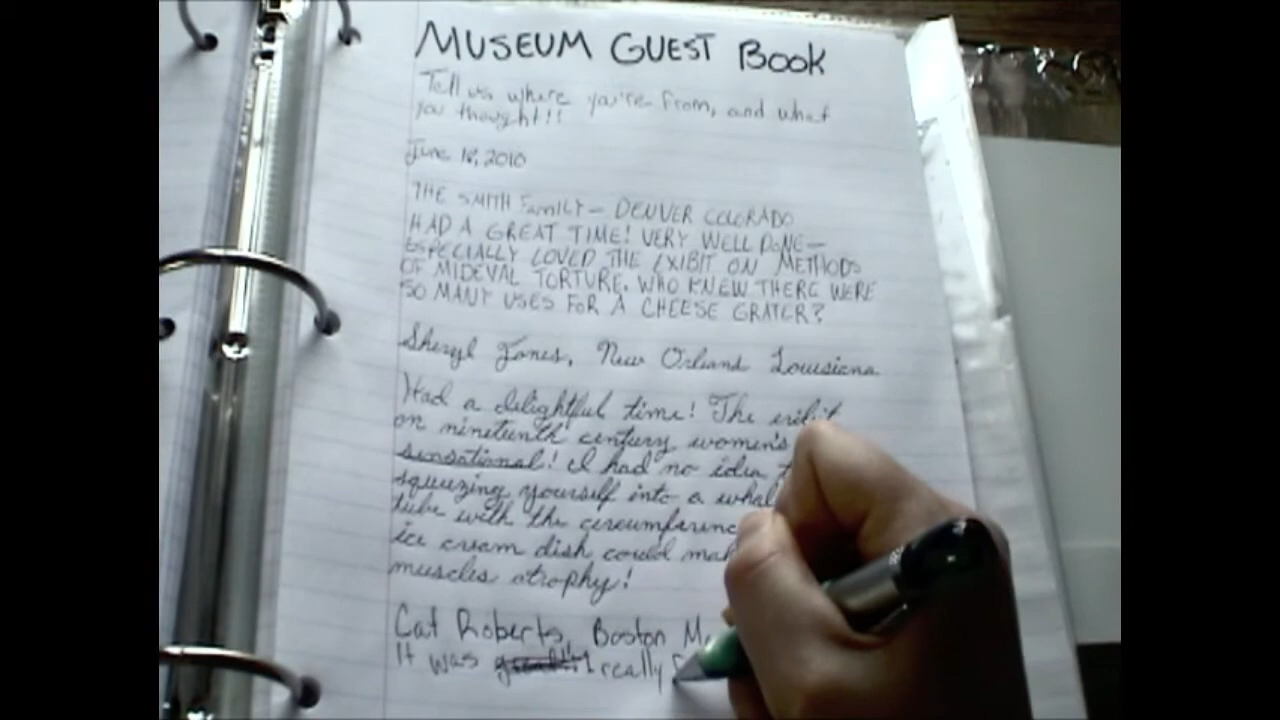 MUSEUM GUEST BOOK
Tell us where you're from, and what
you thought!!
June 18, 2010
THE SMITH FAMILY – DENVER COLORADO
HAD A GREAT TIME! VERY WELL DONE –
ESPECIALLY LOVED THE EXIBIT ON METHODS
OF MIDEVAL TORTURE. WHO KNEW THERE WERE
SO MANY USES FOR A CHEESE GRATER?
Sheryl Jones, New Orleans Louisiana
Had a delightful time! The exibit
on nineteenth century women's
sensational! I had no idea
squeezing yourself into a
tube with the circumference
ice cream dish could
muscles atrophy!
Cat Roberts, Boston
It was really